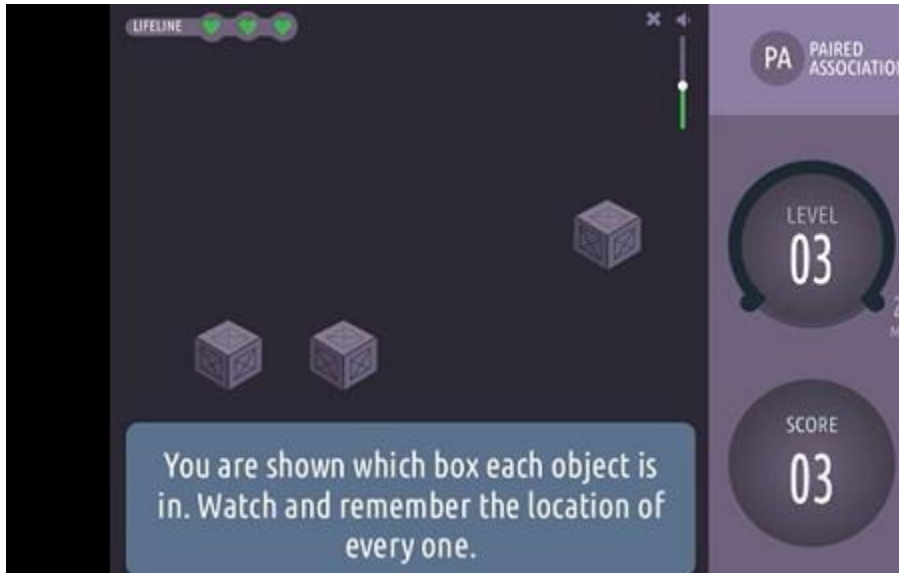 LIFELINE
PA
PAIRED
ASSOCIATION
LEVEL
03
SCORE
03
You are shown which box each object is
in. Watch and remember the location of
every one.